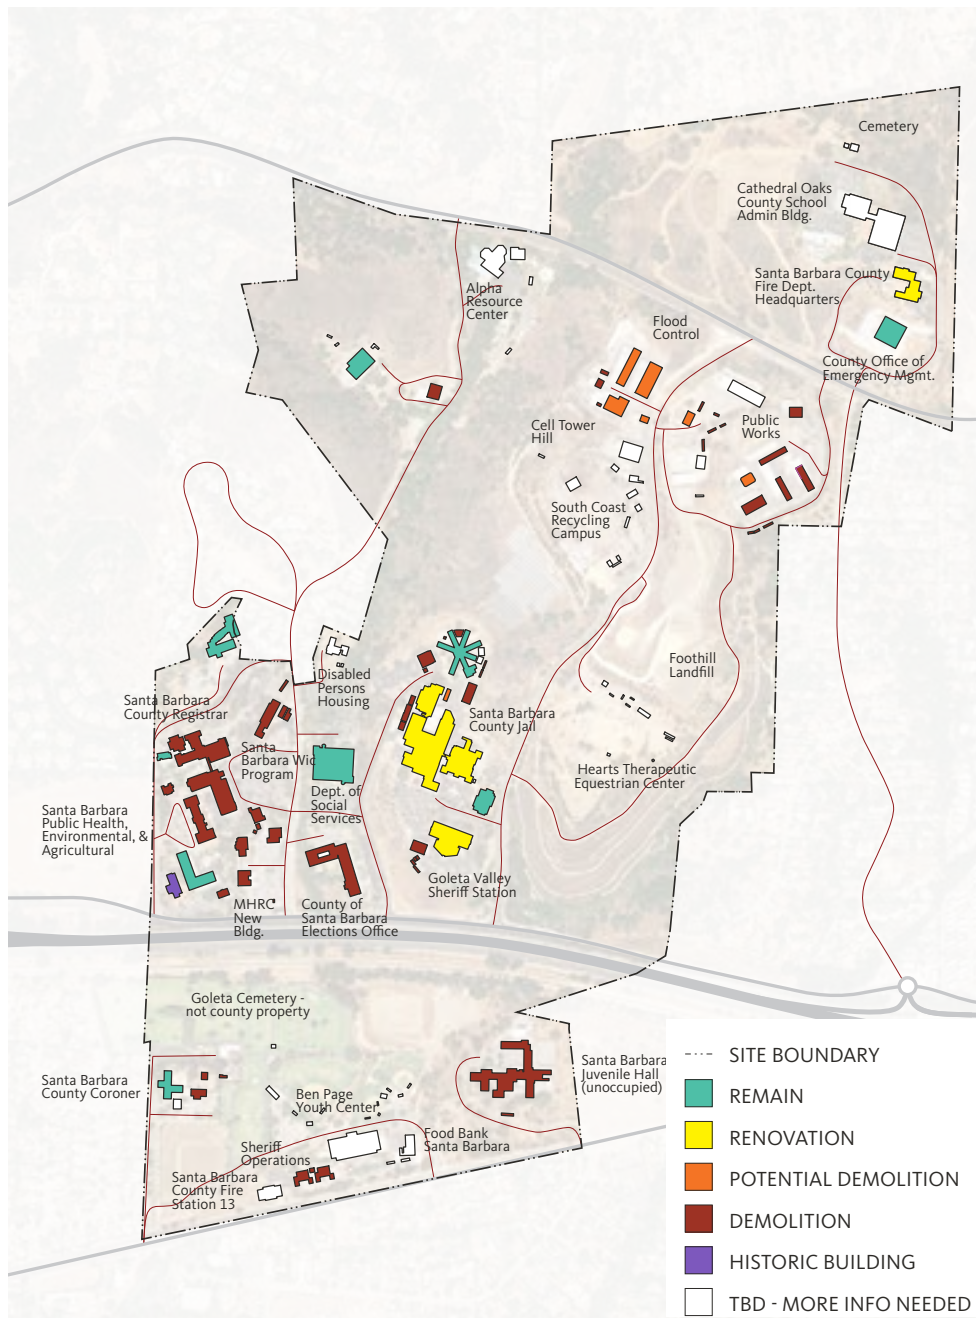 Cemetery
Cathedral Oaks
County School
Admin Bldg.
Santa Barbara County
Fire Dept.
Headquarters
Alpha
Resource
Center
Flood
Control
County Office of
Emergency Mgmt.
Cell Tower
Hill
Public
Works
South Coast
Recycling
Campus
Foothill
Landfill
Disabled
Persons
Housing
Santa Barbara
County Registrar
Santa Barbara
County Jail
Santa
Barbara Wic
Program
Hearts Therapeutic
Equestrian Center
Dept. of
Social
Services
Santa Barbara
Public Health,
Environmental, &
Agricultural
Goleta Valley
Sheriff Station
MHRC
New
Bldg.
County of
Santa Barbara
Elections Office
Goleta Cemetery -
not county property
Santa Barbara
County Coroner
Santa Barbara
Juvenile Hall
(unoccupied)
Ben Page
Youth Center
Sheriff
Operations
Food Bank
Santa Barbara
Santa Barbara
County Fire
Station 13
SITE BOUNDARY
REMAIN
RENOVATION
POTENTIAL DEMOLITION
DEMOLITION
HISTORIC BUILDING
TBD - MORE INFO NEEDED